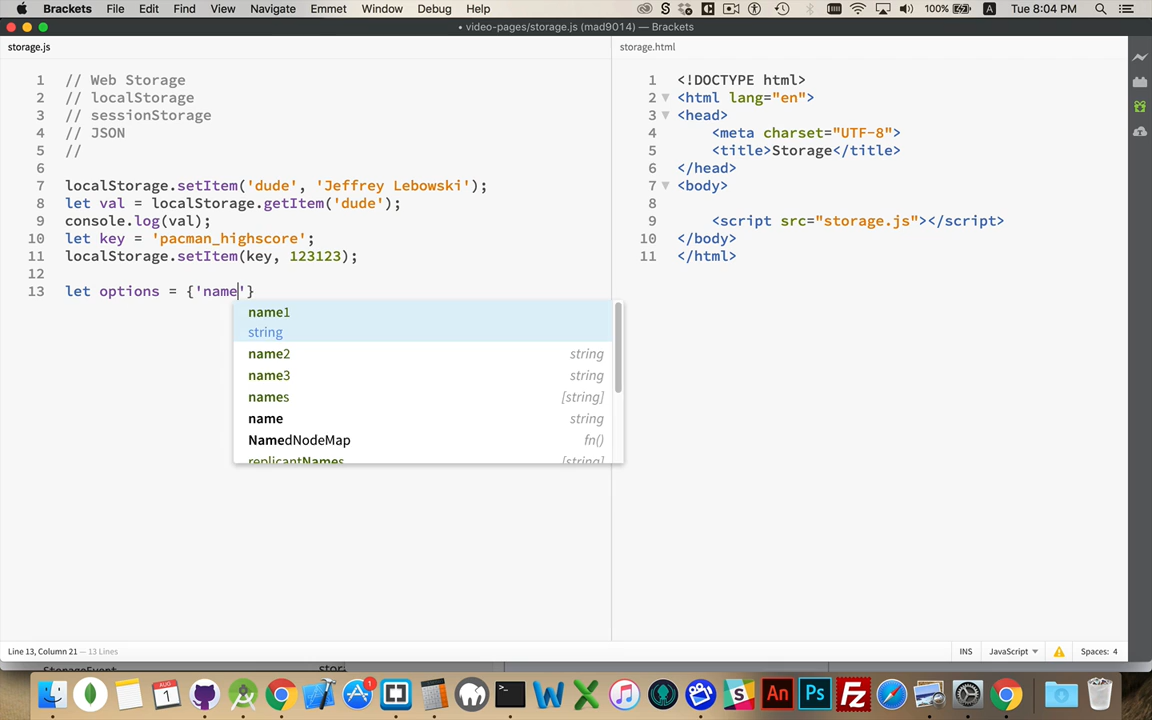 Brackets File Edit Find View Navigate Emmet Window Debug Help 100% Tue 8:04 PM
• video-pages/storage.js (mad9014) — Brackets
storage.js
1 // Web Storage
2 // localStorage
3 // sessionStorage
4 // JSON
5 //
6
7 localStorage.setItem('dude', 'Jeffrey Lebowski');
8 let val = localStorage.getItem('dude');
9 console.log(val);
10 let key = 'pacman_highscore';
11 localStorage.setItem(key, 123123);
12
13 let options = {'name'}
name1
string
name2 string
name3 string
names [string]
name string
NamedNodeMap fn()
replicantNames [string]
storage.html
1 <!DOCTYPE html>
2 <html lang="en">
3 <head>
4 <meta charset="UTF-8">
5 <title>Storage</title>
6 </head>
7 <body>
8
9 <script src="storage.js"></script>
10 </body>
11 </html>
Line 13, Column 21 — 13 Lines
INS JavaScript Spaces: 4
StorageEvent